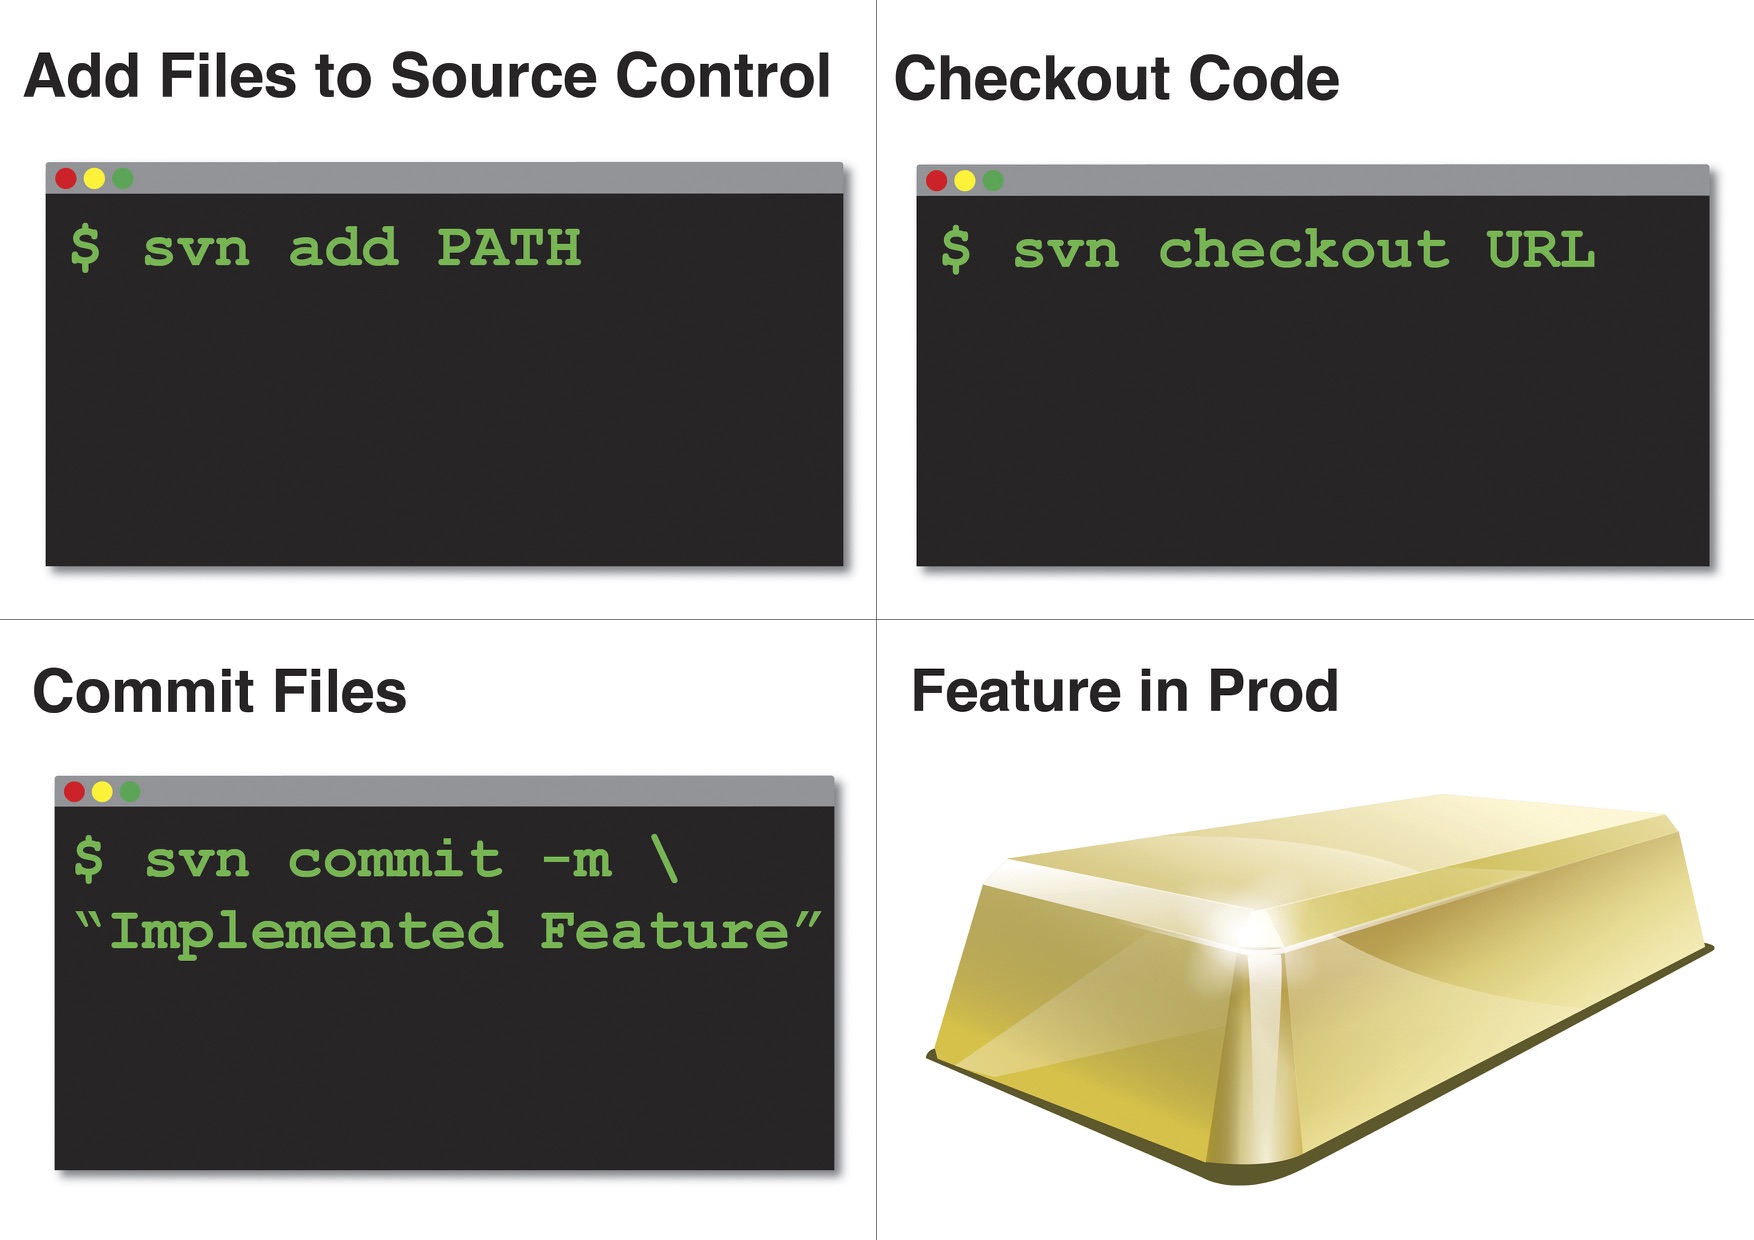 Add Files to Source Control
$ svn add PATH
Checkout Code
$ svn checkout URL
Commit Files
$ svn commit -m \
“Implemented Feature”
Feature in Prod